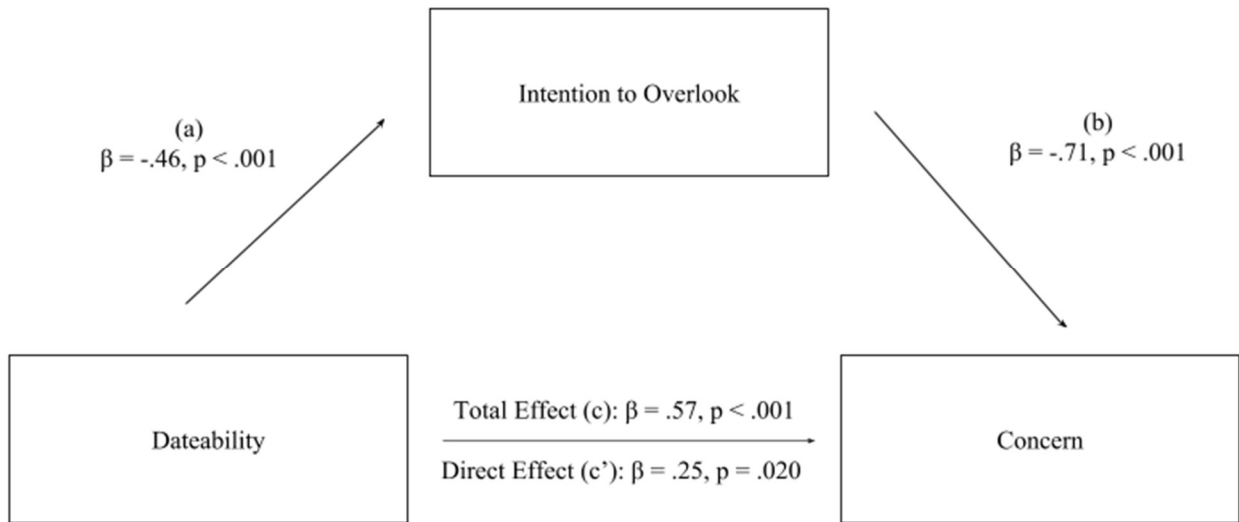 Intention to Overlook
(a)
β = -.46, p < .001
(b)
β = -.71, p < .001
Dateability
Total Effect (c): β = .57, p < .001
Direct Effect (c’): β = .25, p = .020
Concern